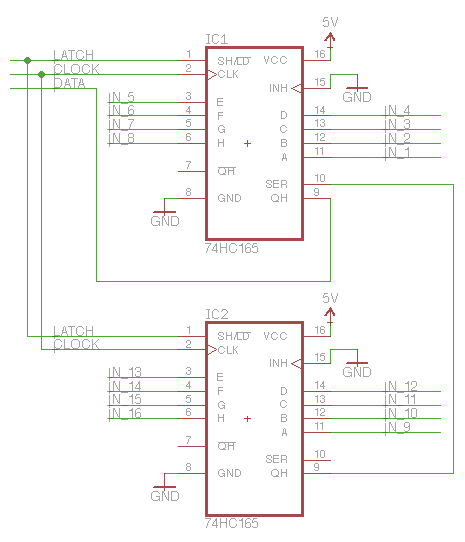 5V
IC1
LATCH 1 SH/LD VCC 16
CLOCK 2 CLK
DATA INH 15
GND
IN_5 3 E
IN_6 4 F D 14 IN_4
IN_7 5 G C 13 IN_3
IN_8 6 H B 12 IN_2
A 11 IN_1
7 QH
SER 10
8 GND QH 9
GND
74HC165
5V
IC2
LATCH 1 SH/LD VCC 16
CLOCK 2 CLK
INH 15
GND
IN_13 3 E
IN_14 4 F D 14 IN_12
IN_15 5 G C 13 IN_11
IN_16 6 H B 12 IN_10
A 11 IN_9
7 QH
SER 10
8 GND QH 9
GND
74HC165